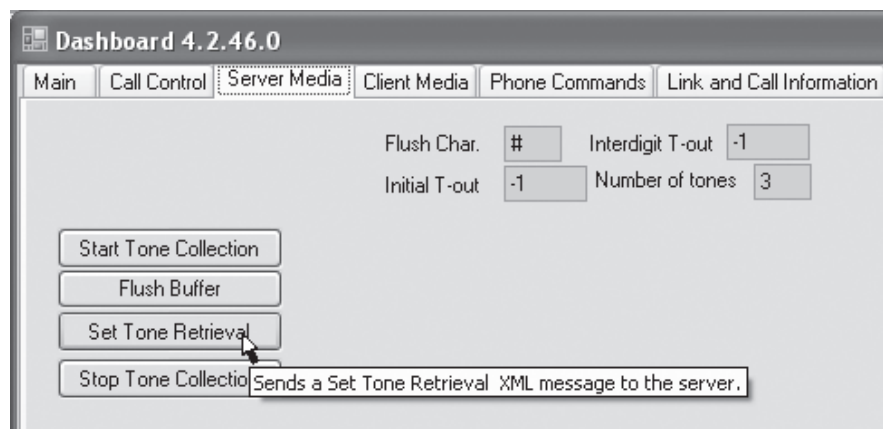 Dashboard 4.2.46.0
Main Call Control Server Media Client Media Phone Commands Link and Call Information
Flush Char. # Interdigit T-out -1
Initial T-out -1 Number of tones 3
Start Tone Collection
Flush Buffer
Set Tone Retrieval
Stop Tone Collectio
Sends a Set Tone Retrieval XML message to the server.